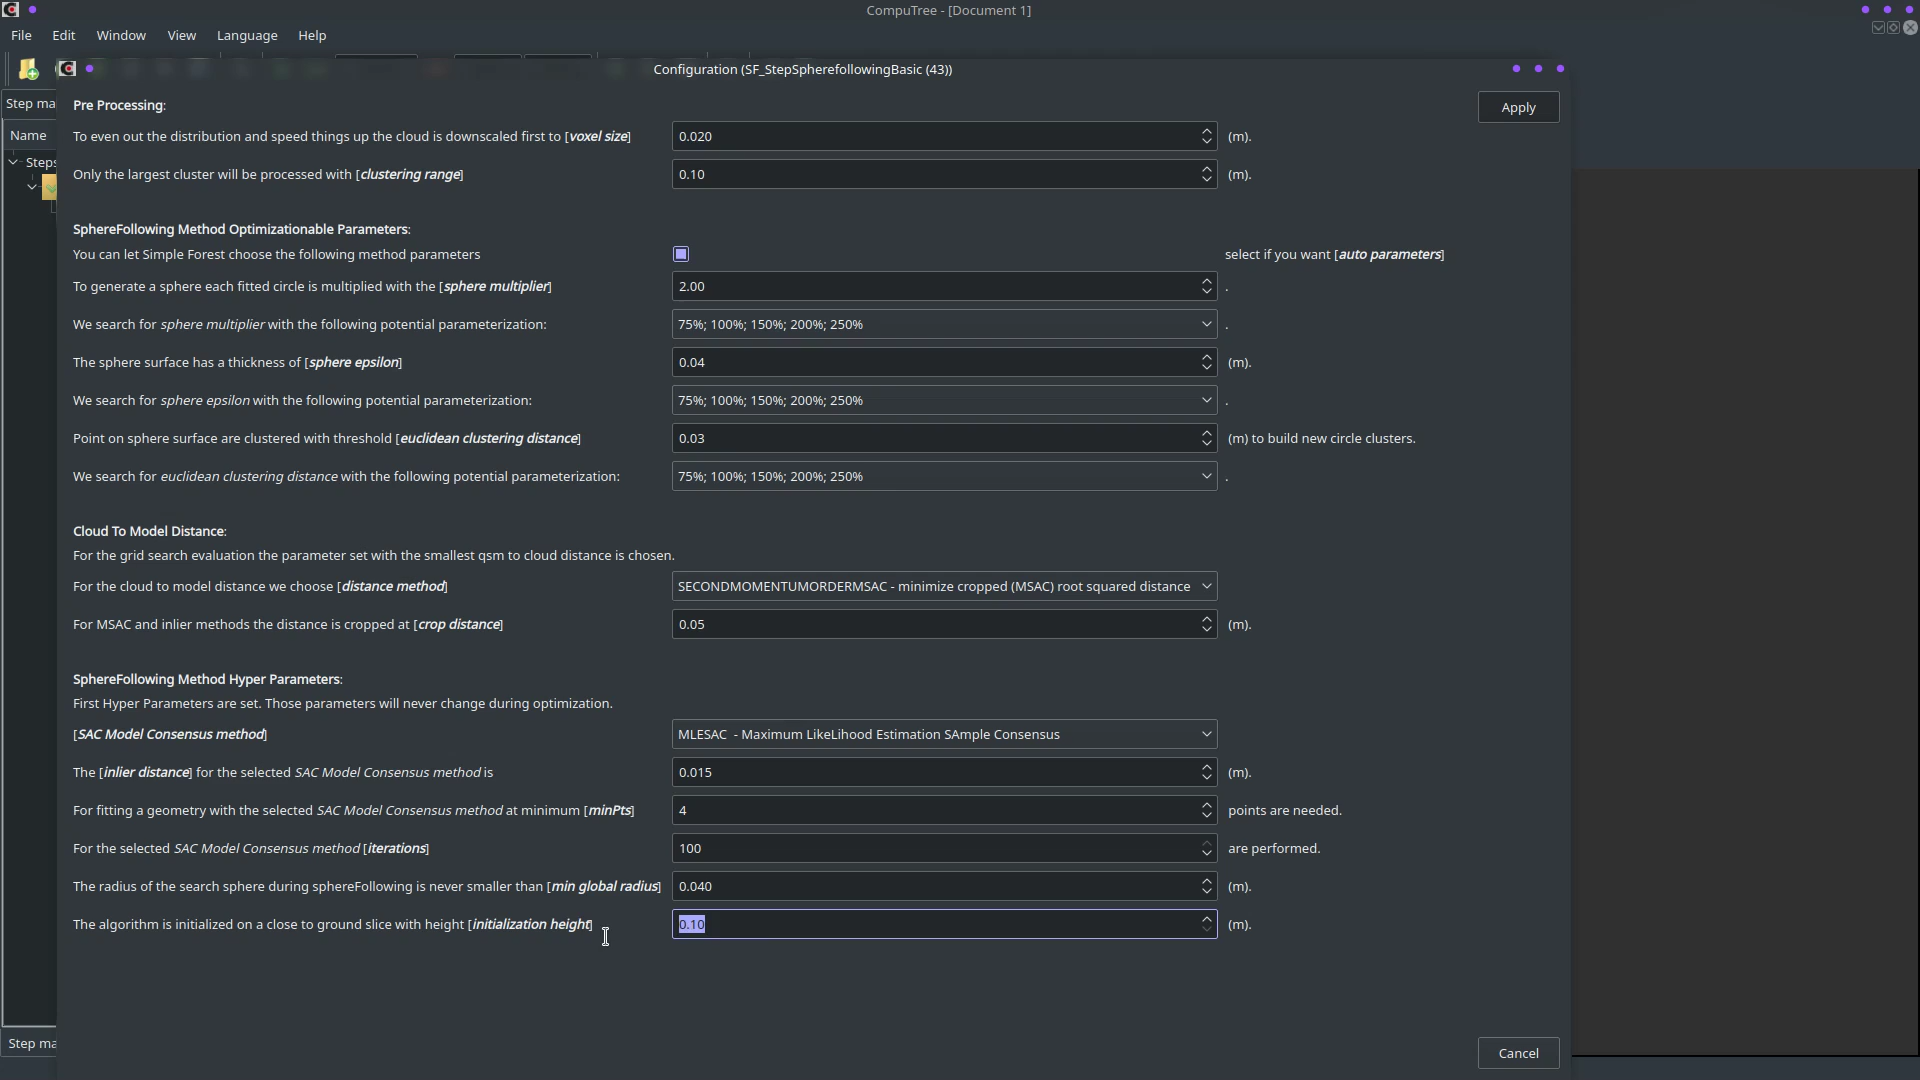 CompuTree - [Document 1]
File Edit Window View Language Help
Configuration (SF_StepSpherefollowingBasic (43))
Step ma
Name
Steps
Pre Processing:
Apply
To even out the distribution and speed things up the cloud is downscaled first to [voxel size] 0.020 (m).
Only the largest cluster will be processed with [clustering range] 0.10 (m).
SphereFollowing Method Optimizationable Parameters:
You can let Simple Forest choose the following method parameters select if you want [auto parameters]
To generate a sphere each fitted circle is multiplied with the [sphere multiplier] 2.00 .
We search for sphere multiplier with the following potential parameterization: 75%; 100%; 150%; 200%; 250% .
The sphere surface has a thickness of [sphere epsilon] 0.04 (m).
We search for sphere epsilon with the following potential parameterization: 75%; 100%; 150%; 200%; 250% .
Point on sphere surface are clustered with threshold [euclidean clustering distance] 0.03 (m) to build new circle clusters.
We search for euclidean clustering distance with the following potential parameterization: 75%; 100%; 150%; 200%; 250% .
Cloud To Model Distance:
For the grid search evaluation the parameter set with the smallest qsm to cloud distance is chosen.
For the cloud to model distance we choose [distance method] SECONDMOMENTUMORDERMSAC - minimize cropped (MSAC) root squared distance
For MSAC and inlier methods the distance is cropped at [crop distance] 0.05 (m).
SphereFollowing Method Hyper Parameters:
First Hyper Parameters are set. Those parameters will never change during optimization.
[SAC Model Consensus method] MLESAC - Maximum LikeLihood Estimation SAmple Consensus
The [inlier distance] for the selected SAC Model Consensus method is 0.015 (m).
For fitting a geometry with the selected SAC Model Consensus method at minimum [minPts] 4 points are needed.
For the selected SAC Model Consensus method [iterations] 100 are performed.
The radius of the search sphere during sphereFollowing is never smaller than [min global radius] 0.040 (m).
The algorithm is initialized on a close to ground slice with height [initialization height] 0.10 (m).
Step ma
Cancel